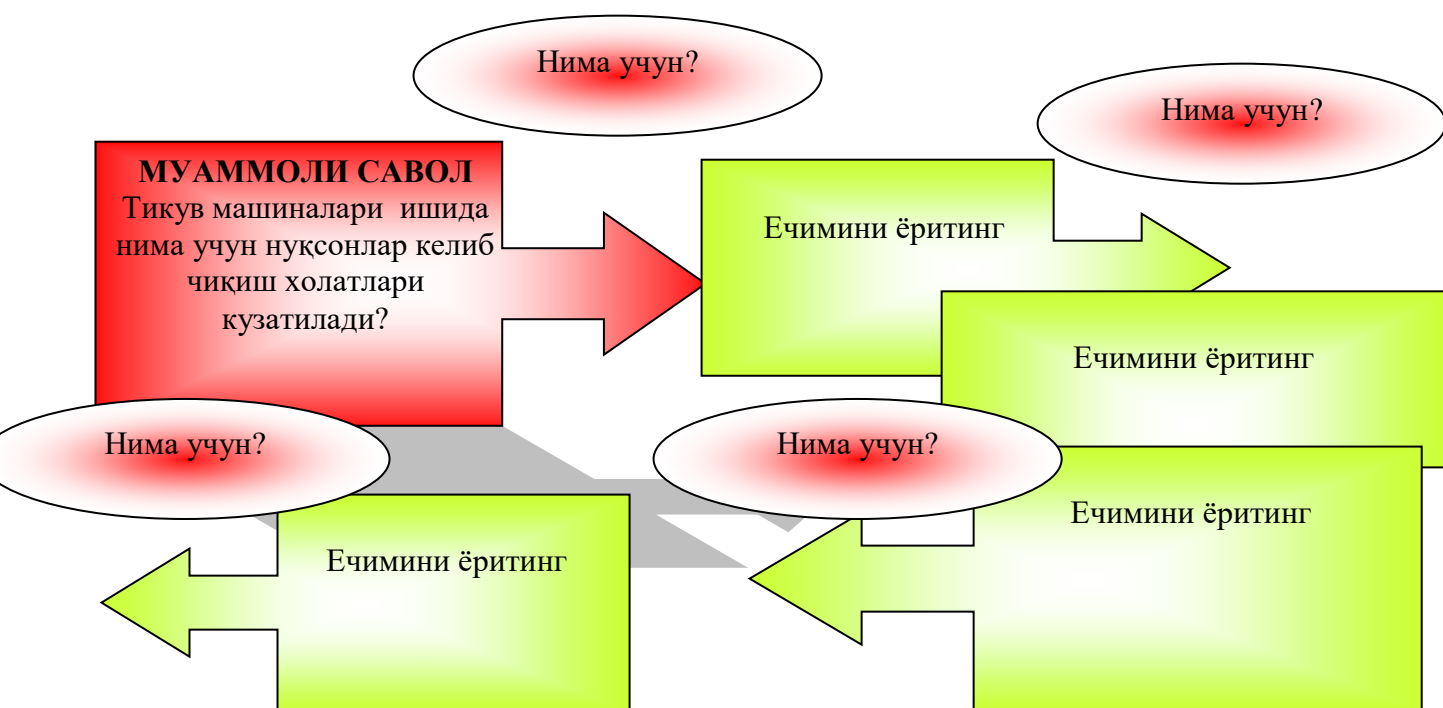 Нима учун?
Нима учун?
МУАММОЛИ САВОЛ
Тикув машиналари ишида
нима учун нуқсонлар келиб
чиқиш холатлари
кузатилади?
Ечимини ёритинг
Ечимини ёритинг
Нима учун?
Нима учун?
Ечимини ёритинг
Ечимини ёритинг